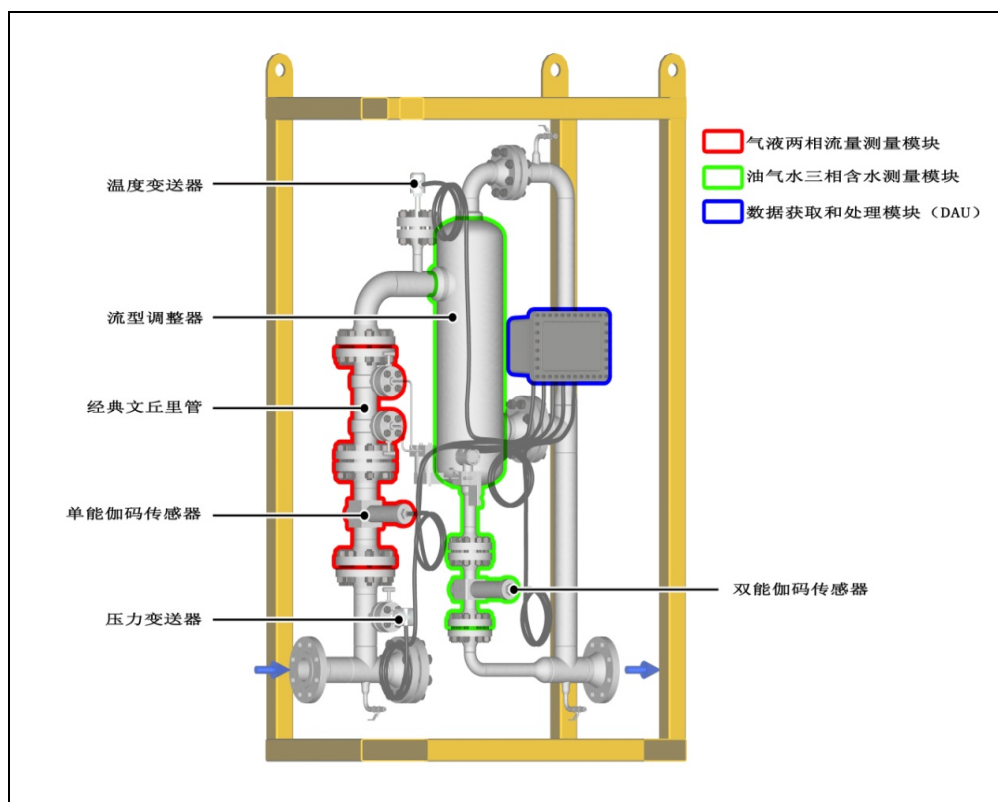 气液两相流量测量模块
油气水三相含水测量模块
数据获取和处理模块（DAU）
温度变送器
流型调整器
经典文丘里管
单能伽码传感器
压力变送器
双能伽码传感器